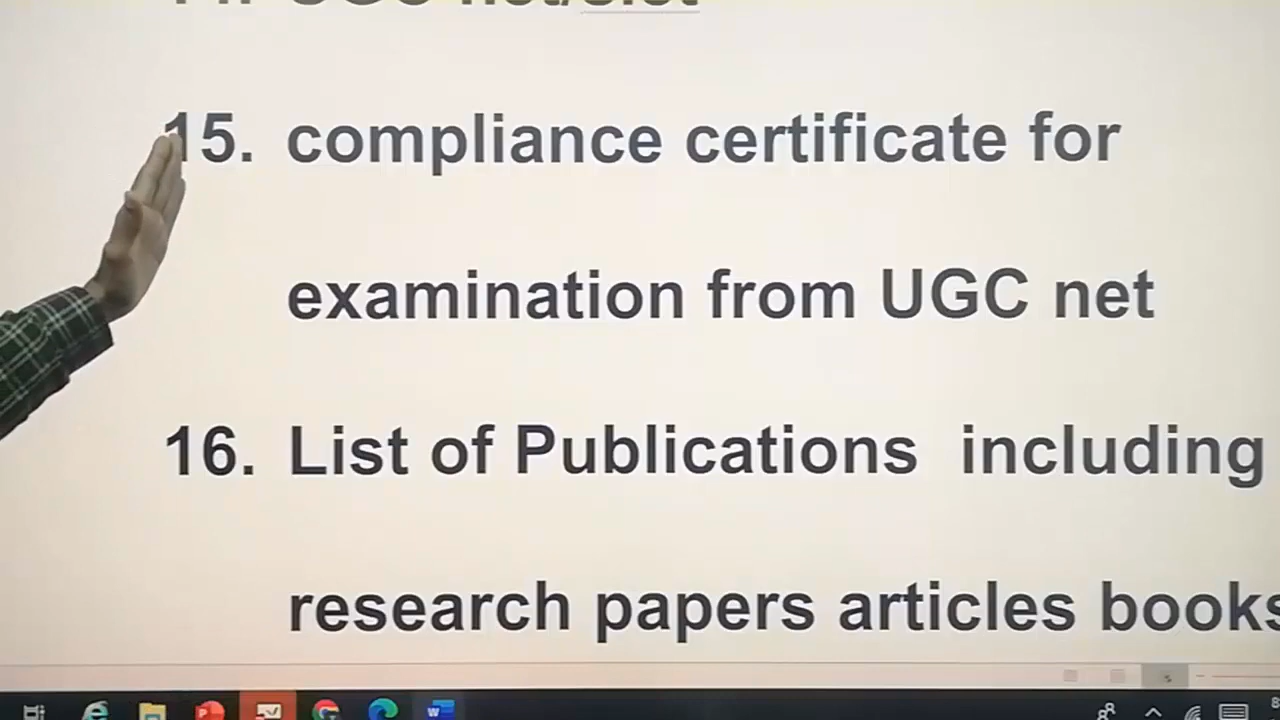 15. compliance certificate for
examination from UGC net
16. List of Publications  including
research papers articles books